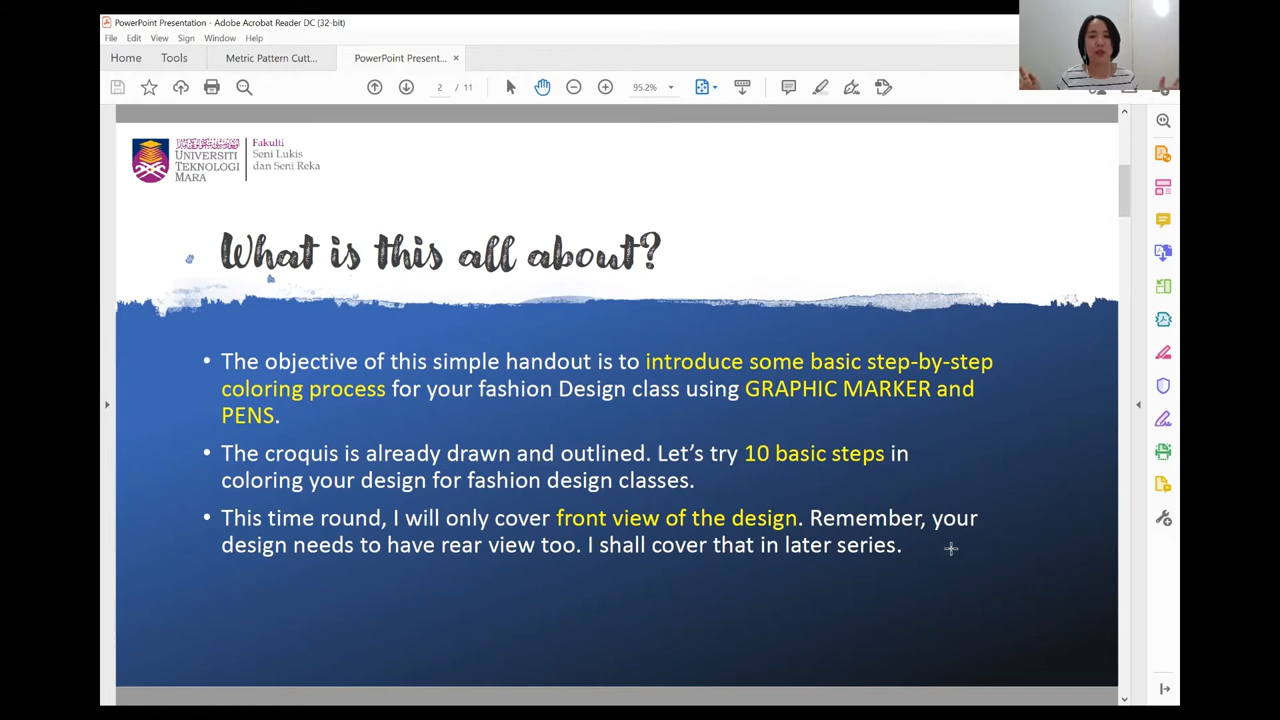 PowerPoint Presentation - Adobe Acrobat Reader DC (32-bit)
File Edit View Sign Window Help
Home Tools Metric Pattern Cutt... PowerPoint Present... ×
2 / 11 95.2%
UNIVERSITI
TEKNOLOGI
MARA
Fakulti
Seni Lukis
dan Seni Reka
What is this all about?
• The objective of this simple handout is to introduce some basic step-by-step
coloring process for your fashion Design class using GRAPHIC MARKER and
PENS.
• The croquis is already drawn and outlined. Let's try 10 basic steps in
coloring your design for fashion design classes.
• This time round, I will only cover front view of the design. Remember, your
design needs to have rear view too. I shall cover that in later series.